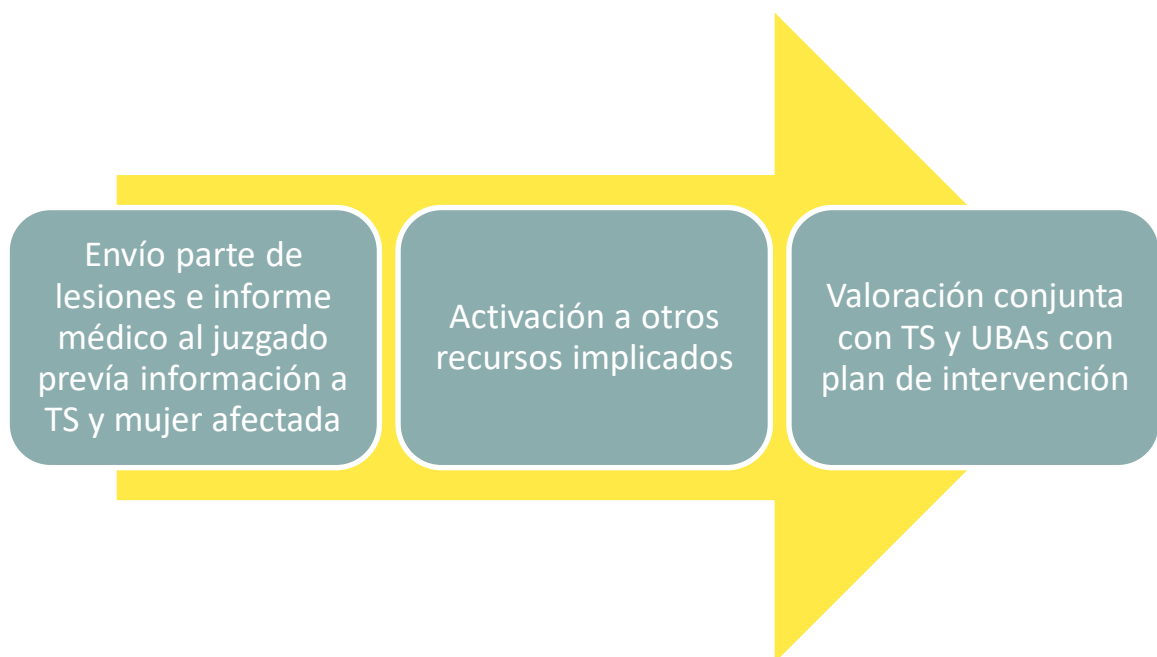 Envío parte de
lesiones e informe
médico al juzgado
prevía información a
TS y mujer afectada
Activación a otros
recursos implicados
Valoración conjunta
con TS y UBAs con
plan de intervención